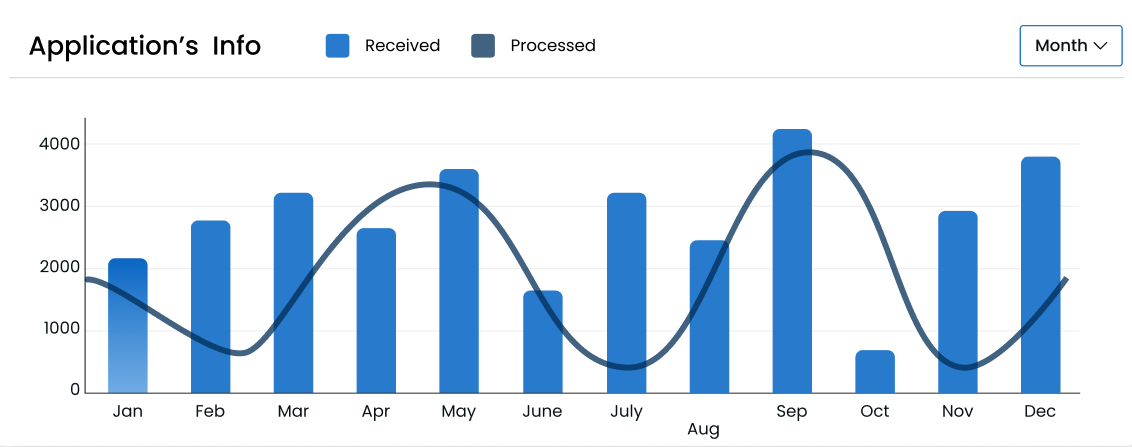 Application’s Info
Received
Processed
Month
4000
3000
2000
1000
0
Jan
Feb
Mar
Apr
May
June
July
Aug
Sep
Oct
Nov
Dec